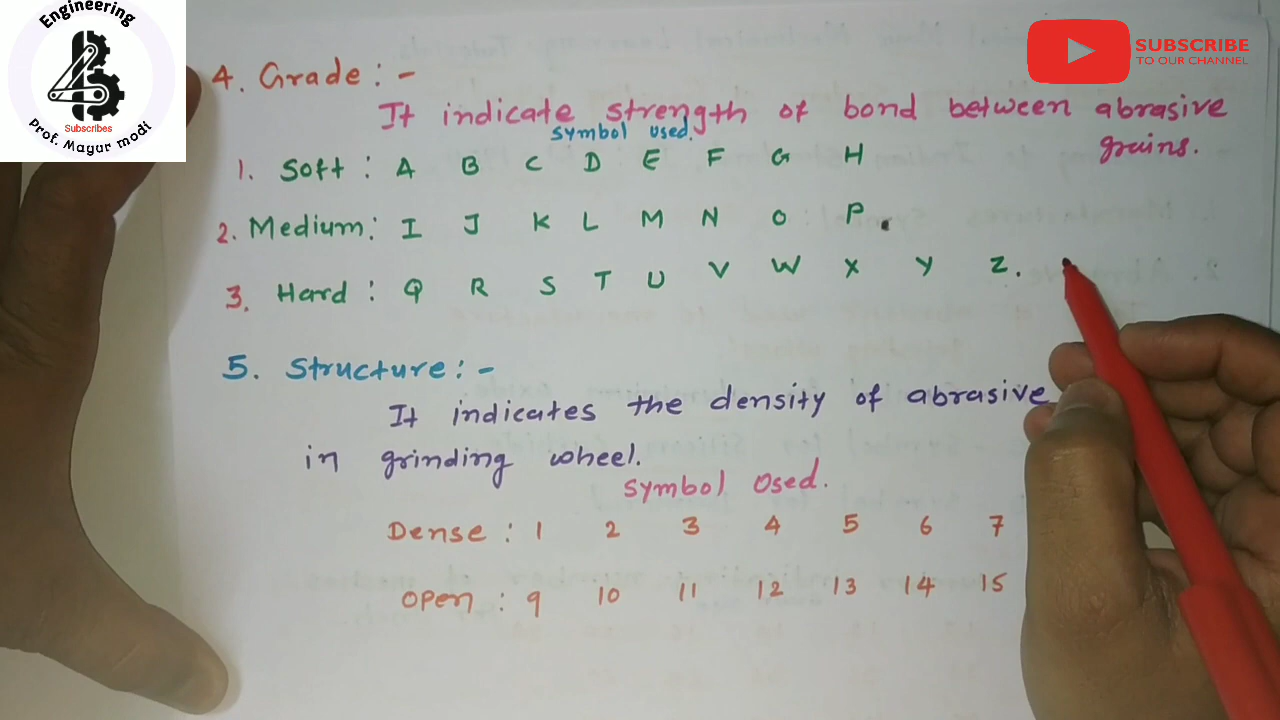 Engineering
Subscribes
Prof. Mayur modi
SUBSCRIBE
TO OUR CHANNEL
4. Grade : -
It indicate strength of bond between abrasive
grains.
symbol used.
1. Soft : A B C D E F G H
2. Medium : I J K L M N O P .
3. Hard : Q R S T U V W X Y Z.
5. Structure : -
It indicates the density of abrasive
in grinding wheel.
Symbol Used.
Dense : 1 2 3 4 5 6 7
Open : 9 10 11 12 13 14 15